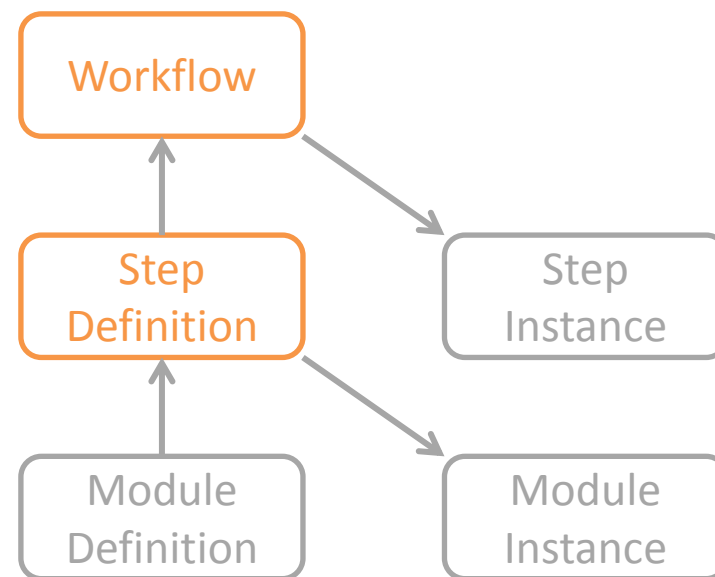 Workflow
Step
Definition
Step
Instance
Module
Definition
Module
Instance